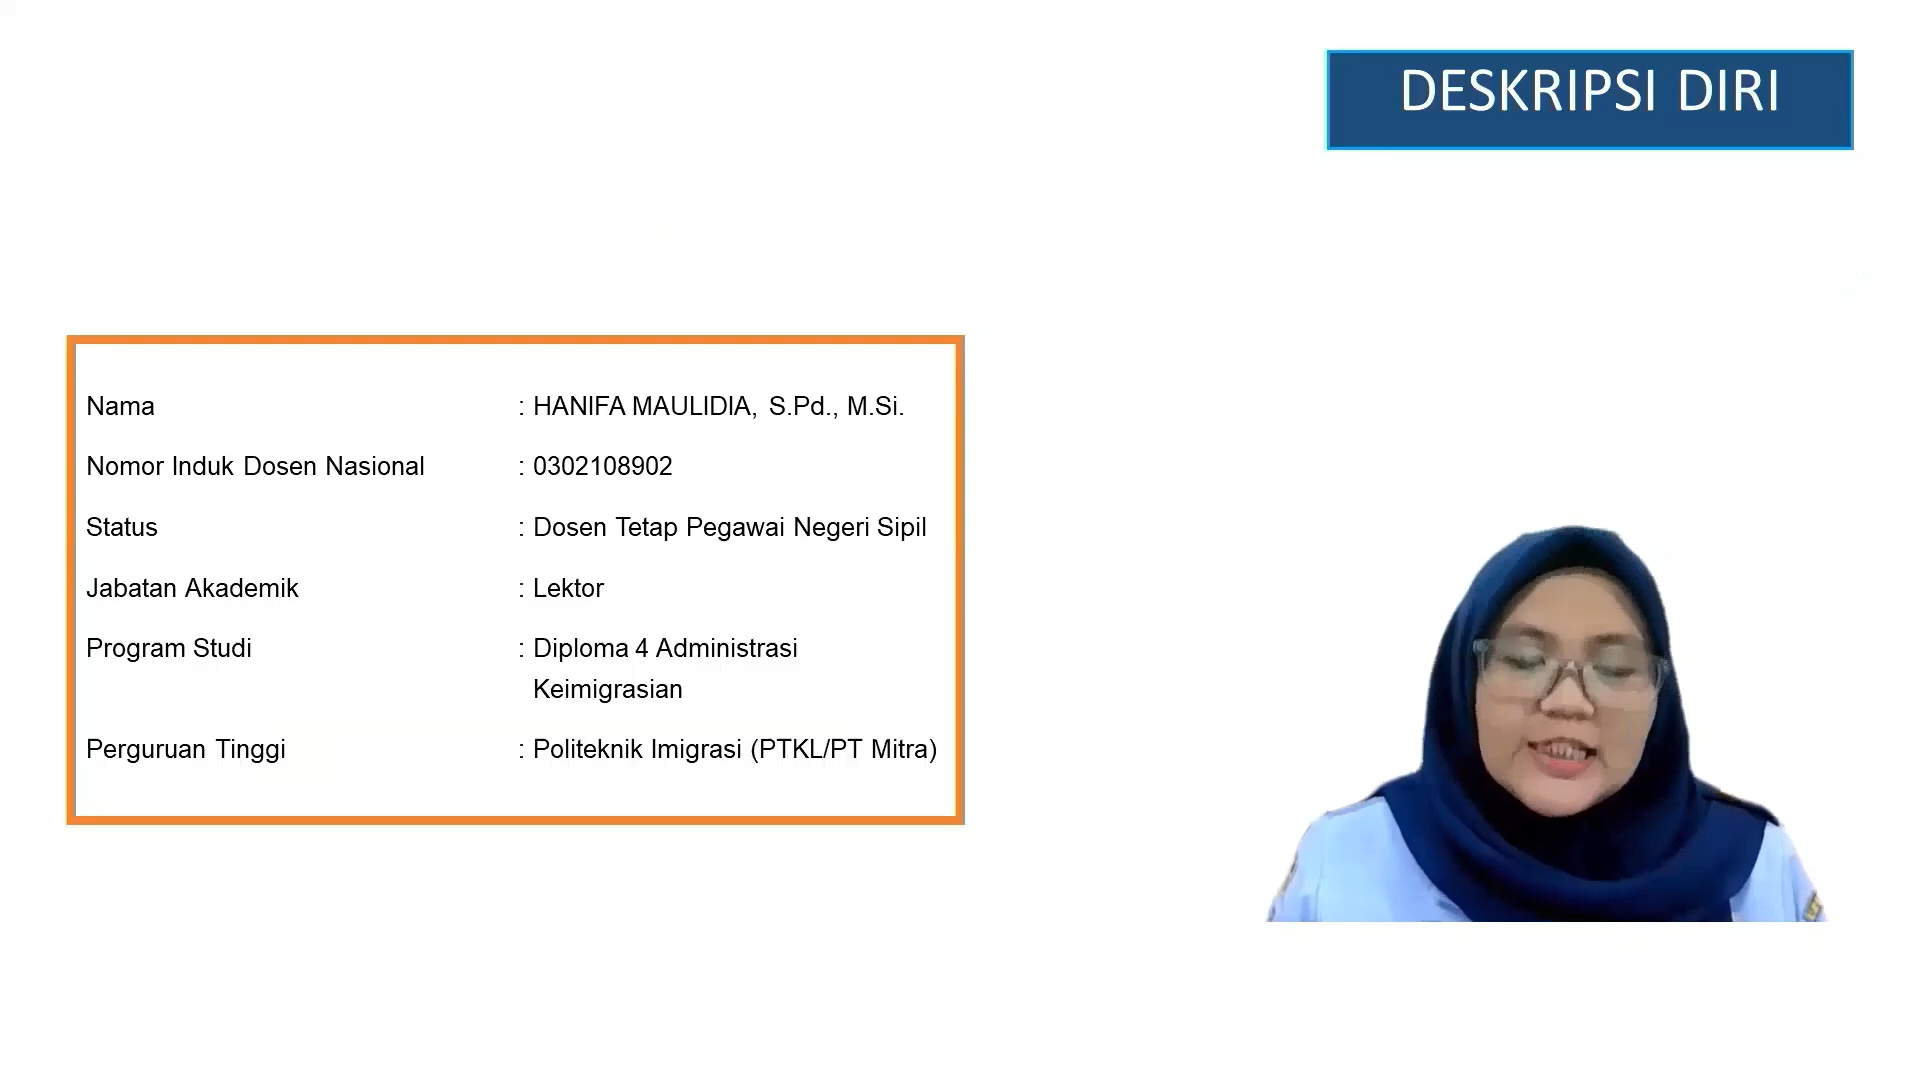 DESKRIPSI DIRI
Nama : HANIFA MAULIDIA, S.Pd., M.Si.
Nomor Induk Dosen Nasional : 0302108902
Status : Dosen Tetap Pegawai Negeri Sipil
Jabatan Akademik : Lektor
Program Studi : Diploma 4 Administrasi
Keimigrasian
Perguruan Tinggi : Politeknik Imigrasi (PTKL/PT Mitra)